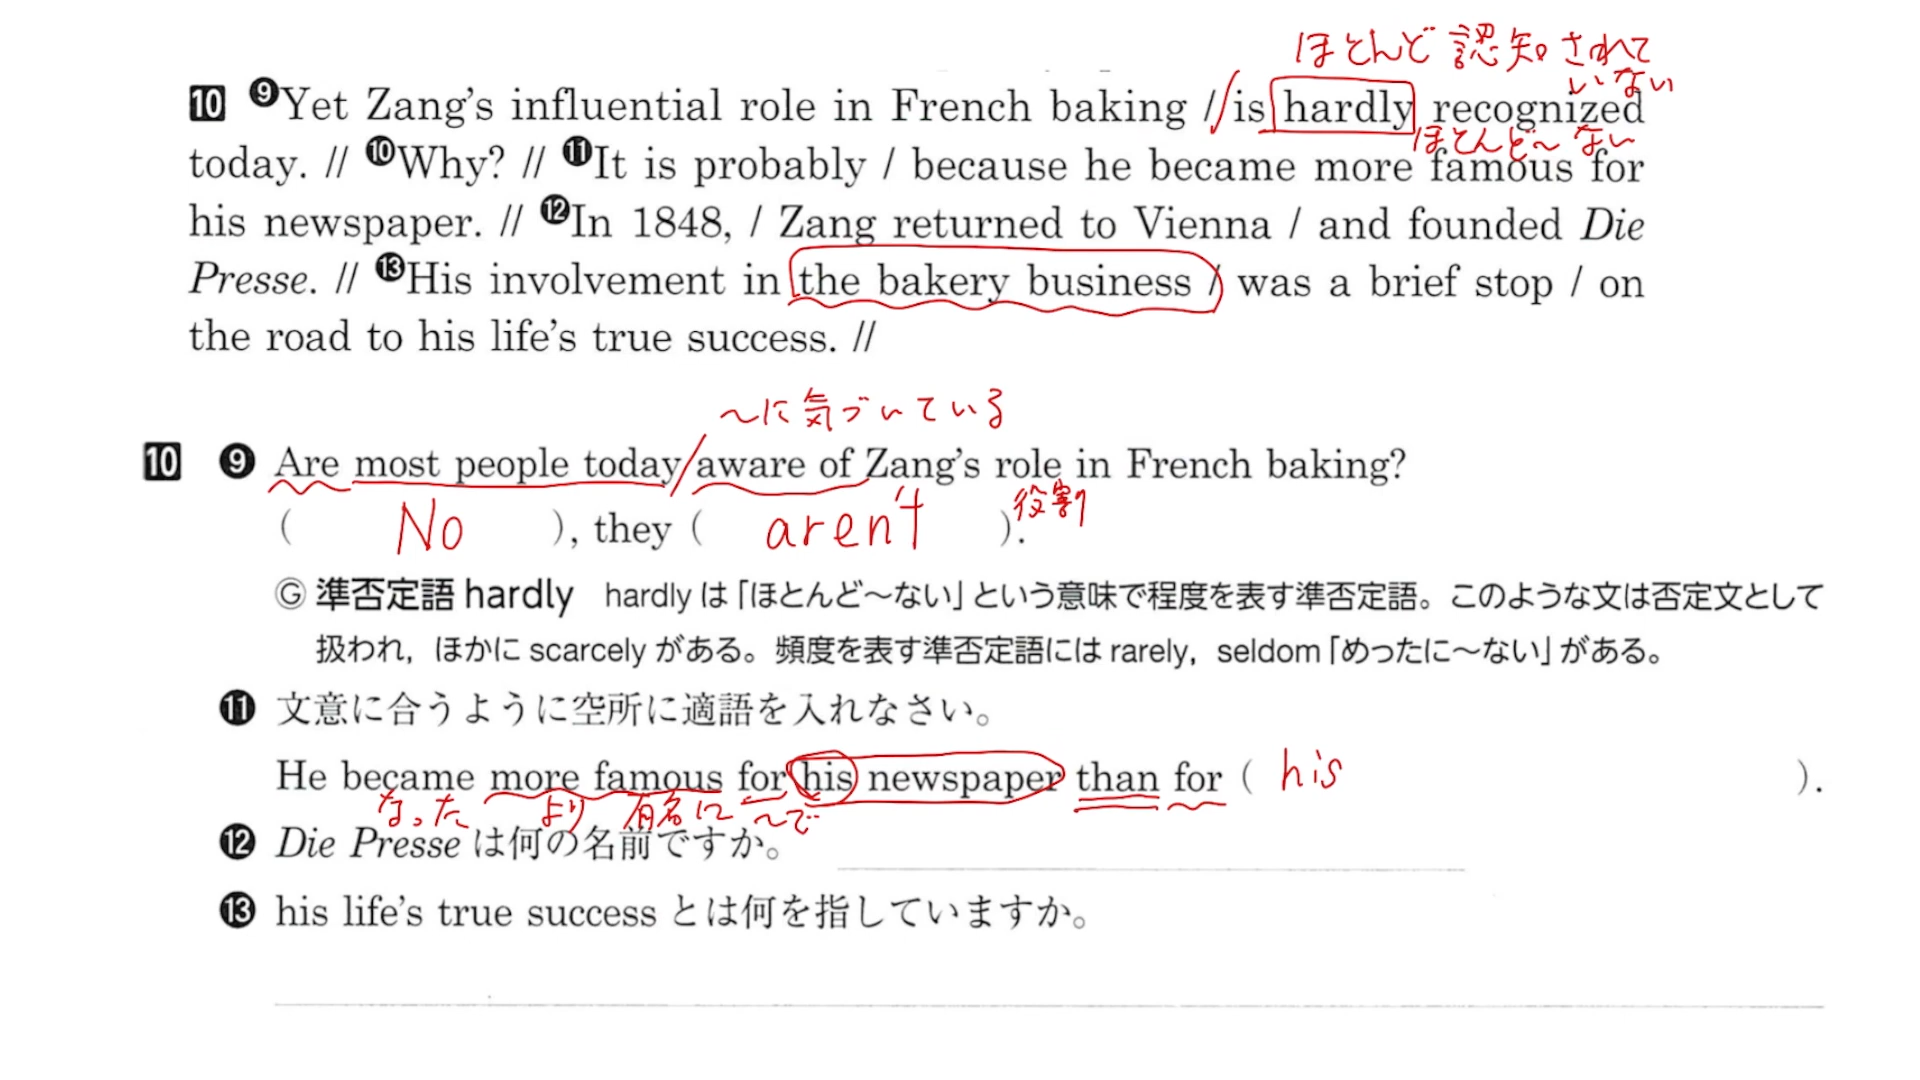 ほとんど 認知されて
いない
10 ❾Yet Zang's influential role in French baking // is hardly recognized
ほとんど〜ない
today. // ❿Why? // ⓫It is probably / because he became more famous for
his newspaper. // ⓬In 1848, / Zang returned to Vienna / and founded Die
Presse. // ⓭His involvement in the bakery business / was a brief stop / on
the road to his life's true success. //
〜に気づいている
10 ❾ Are most people today/aware of Zang's role in French baking?
役割
( No ), they ( aren't ).
Ⓖ 準否定語 hardly hardly は「ほとんど〜ない」という意味で程度を表す準否定語。このような文は否定文として
扱われ，ほかに scarcely がある。頻度を表す準否定語には rarely，seldom「めったに〜ない」がある。
⓫ 文意に合うように空所に適語を入れなさい。
He became more famous for his newspaper than for ( his ).
なった より 有名に 〜で
⓬ Die Presse は何の名前ですか。
⓭ his life's true success とは何を指していますか。